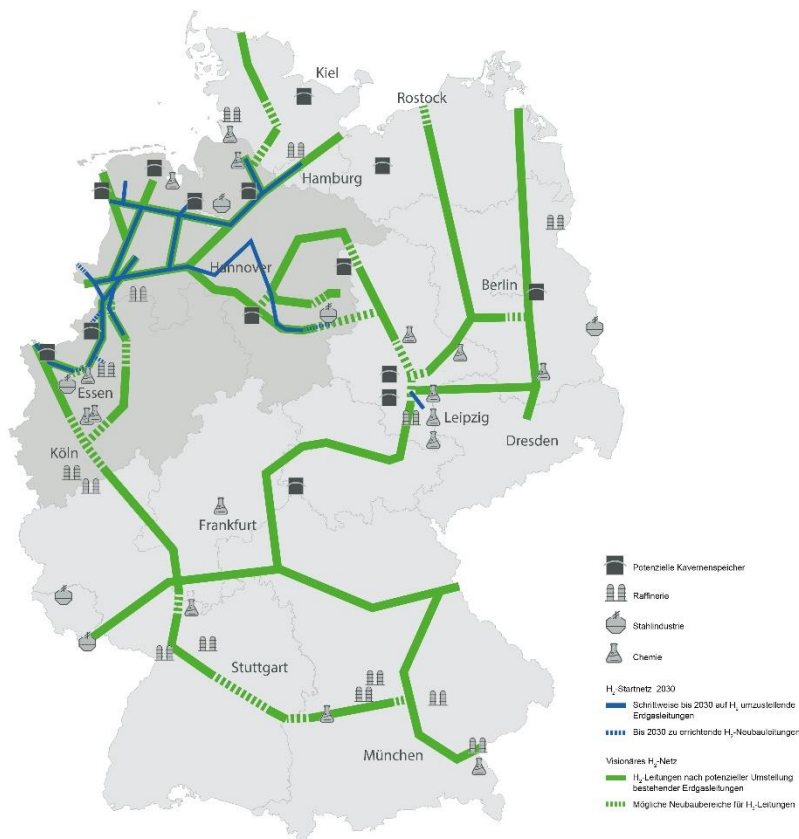 Kiel
Rostock
Hamburg
Hannover
Berlin
Essen
Leipzig
Köln
Dresden
Frankfurt
Stuttgart
München
Potenzielle Kavernenspeicher
Raffinerie
Stahlindustrie
Chemie
H₂-Startnetz 2030
Schrittweise bis 2030 auf H₂ umzustellende
Erdgasleitungen
Bis 2030 zu errichtende H₂-Neubauleitungen
Visionäres H₂-Netz
H₂-Leitungen nach potenzieller Umstellung
bestehender Erdgasleitungen
Mögliche Neubaubereiche für H₂-Leitungen